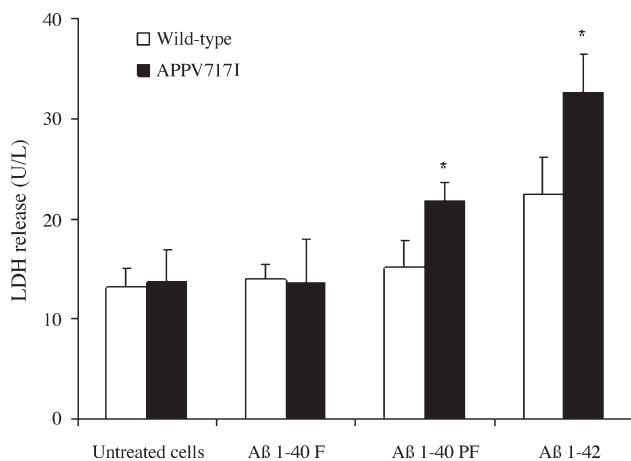 40
Wild-type
APPV717I
*
30
*
LDH release (U/L)
20
10
0
Untreated cells Aß 1-40 F Aß 1-40 PF Aß 1-42